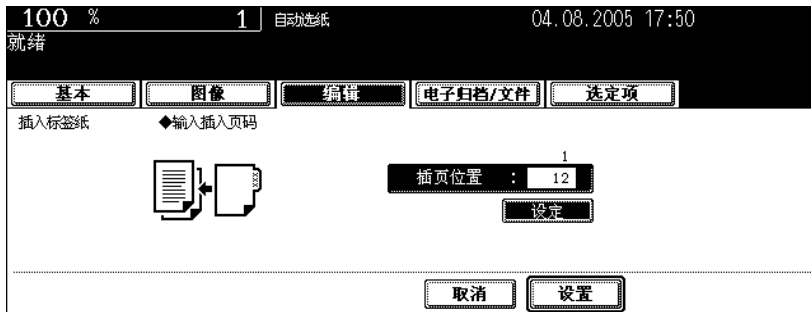 100 % 1 自动选纸 04.08.2005 17:50
就绪
基本 图像 编辑 电子归档/文件 选定项
插入标签纸 ◆输入插入页码
1
插页位置 : 12
设定
取消 设置